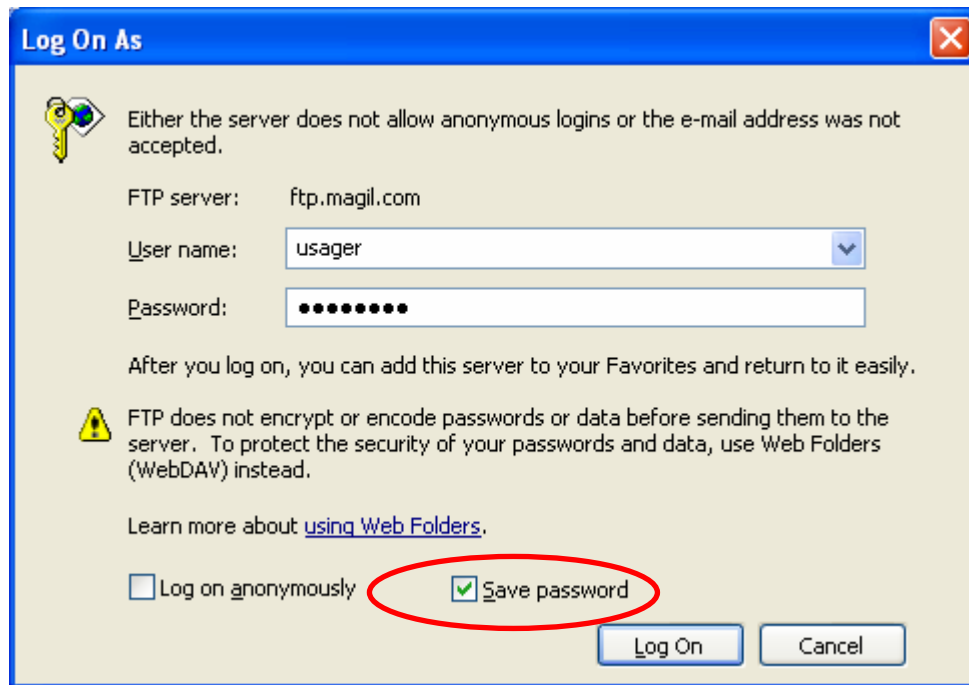 Log On As
Either the server does not allow anonymous logins or the e-mail address was not
accepted.
FTP server: ftp.magil.com
User name: usager
Password: ●●●●●●●●
After you log on, you can add this server to your Favorites and return to it easily.
FTP does not encrypt or encode passwords or data before sending them to the
server. To protect the security of your passwords and data, use Web Folders
(WebDAV) instead.
Learn more about using Web Folders.
Log on anonymously Save password
Log On Cancel